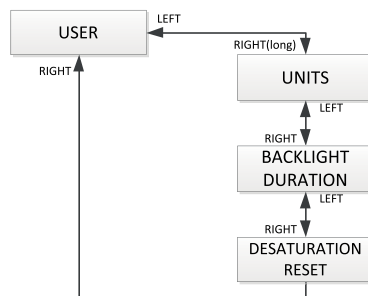 LEFT
USER
RIGHT(long)
RIGHT
UNITS
LEFT
RIGHT
BACKLIGHT
DURATION
LEFT
RIGHT
DESATURATION
RESET